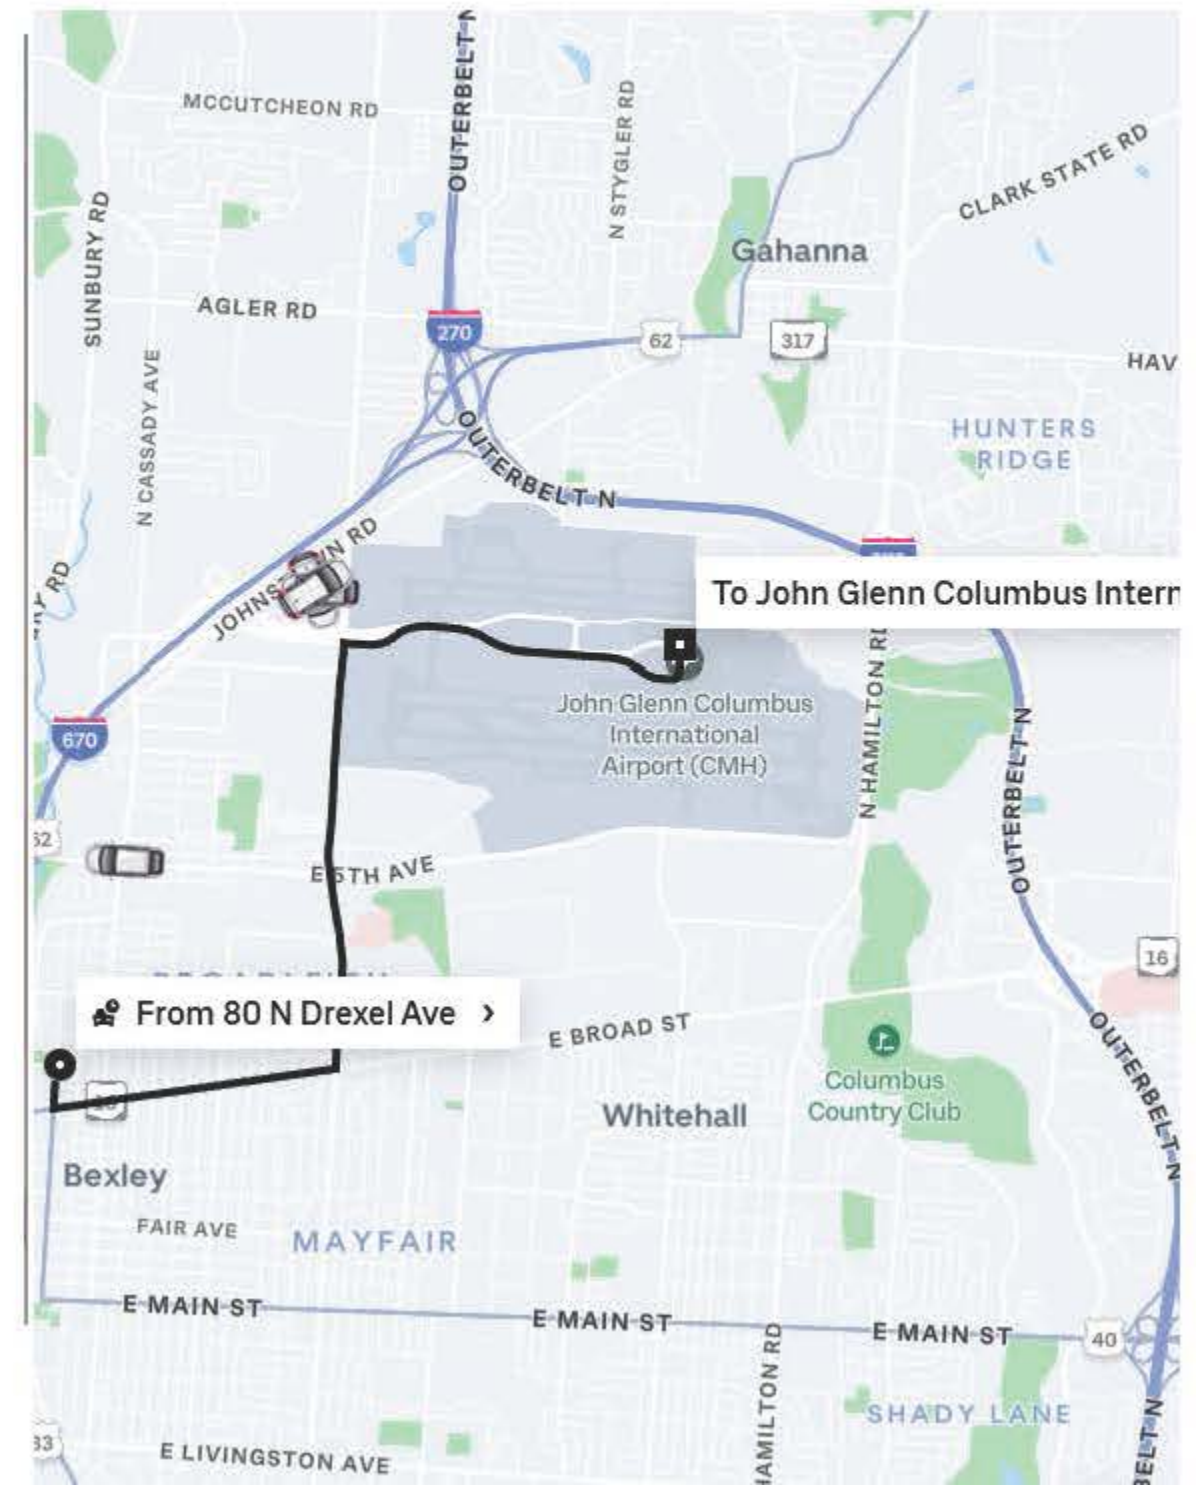 OUTERBELT N
MCCUTCHEON RD
N STYGLER RD
CLARK STATE RD
SUNBURY RD
Gahanna
AGLER RD
270
62
317
HAV
N CASSADY AVE
HUNTERS
RIDGE
OUTERBELT N
RD
To John Glenn Columbus Intern
N HAMILTON RD
John Glenn Columbus
International
Airport (CMH)
670
OUTERBELT N
E 5TH AVE
16
From 80 N Drexel Ave
E BROAD ST
OUTERBELT N
Columbus
Country Club
Whitehall
Bexley
FAIR AVE
MAYFAIR
E MAIN ST
E MAIN ST
E MAIN ST
40
HAMILTON RD
SHADY LANE
BELT N
33
E LIVINGSTON AVE